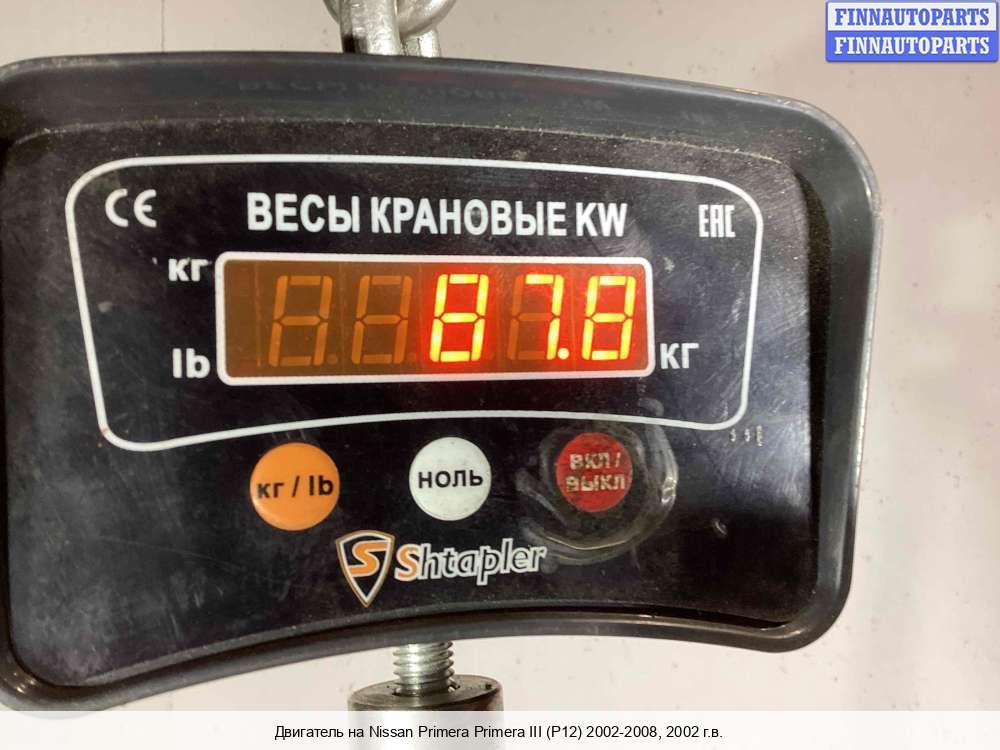 FINNAUTOPARTS
FINNAUTOPARTS
CE
ВЕСЫ КРАНОВЫЕ KW
EAC
кг
lb
87.8
КГ
кг / lb
НОЛЬ
ВКЛ /
ВЫКЛ
S Shtapler
Двигатель на Nissan Primera Primera III (P12) 2002-2008, 2002 г.в.